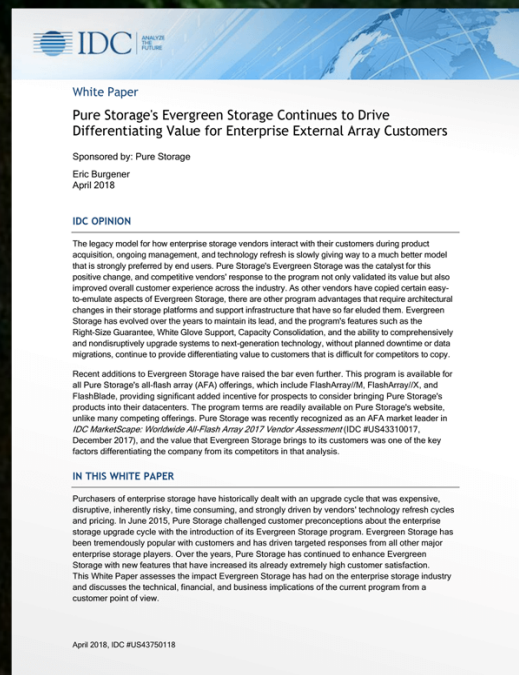 IDC
ANALYZE
THE
FUTURE
White Paper
Pure Storage's Evergreen Storage Continues to Drive
Differentiating Value for Enterprise External Array Customers
Sponsored by: Pure Storage
Eric Burgener
April 2018
IDC OPINION
The legacy model for how enterprise storage vendors interact with their customers during product
acquisition, ongoing management, and technology refresh is slowly giving way to a much better model
that is strongly preferred by end users. Pure Storage's Evergreen Storage was the catalyst for this
positive change, and competitive vendors' response to the program not only validated its value but also
improved overall customer experience across the industry. As other vendors have copied certain easy-
to-emulate aspects of Evergreen Storage, there are other program advantages that require architectural
changes in their storage platforms and support infrastructure that have so far eluded them. Evergreen
Storage has evolved over the years to maintain its lead, and the program's features such as the
Right-Size Guarantee, White Glove Support, Capacity Consolidation, and the ability to comprehensively
and nondisruptively upgrade systems to next-generation technology, without planned downtime or data
migrations, continue to provide differentiating value to customers that is difficult for competitors to copy.
Recent additions to Evergreen Storage have raised the bar even further. This program is available for
all Pure Storage's all-flash array (AFA) offerings, which include FlashArray//M, FlashArray//X, and
FlashBlade, providing significant added incentive for prospects to consider bringing Pure Storage's
products into their datacenters. The program terms are readily available on Pure Storage's website,
unlike many competing offerings. Pure Storage was recently recognized as an AFA market leader in
IDC MarketScape: Worldwide All-Flash Array 2017 Vendor Assessment (IDC #US43310017,
December 2017), and the value that Evergreen Storage brings to its customers was one of the key
factors differentiating the company from its competitors in that analysis.
IN THIS WHITE PAPER
Purchasers of enterprise storage have historically dealt with an upgrade cycle that was expensive,
disruptive, inherently risky, time consuming, and strongly driven by vendors' technology refresh cycles
and pricing. In June 2015, Pure Storage challenged customer preconceptions about the enterprise
storage upgrade cycle with the introduction of its Evergreen Storage program. Evergreen Storage has
been tremendously popular with customers and has driven targeted responses from all other major
enterprise storage players. Over the years, Pure Storage has continued to enhance Evergreen
Storage with new features that have increased its already extremely high customer satisfaction.
This White Paper assesses the impact Evergreen Storage has had on the enterprise storage industry
and discusses the technical, financial, and business implications of the current program from a
customer point of view.
April 2018, IDC #US43750118